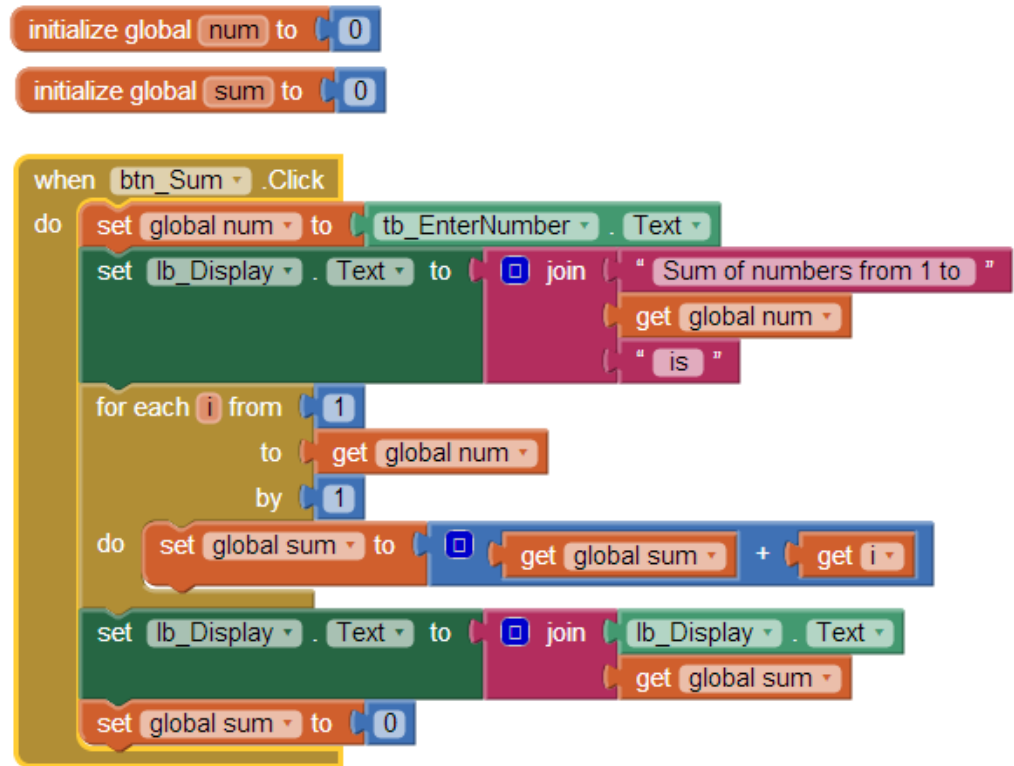 initialize global num to 0
initialize global sum to 0
when btn_Sum .Click
do set global num to tb_EnterNumber . Text
set lb_Display . Text to join " Sum of numbers from 1 to "
get global num
" is "
for each i from 1
to get global num
by 1
do set global sum to get global sum + get i
set lb_Display . Text to join lb_Display . Text
get global sum
set global sum to 0